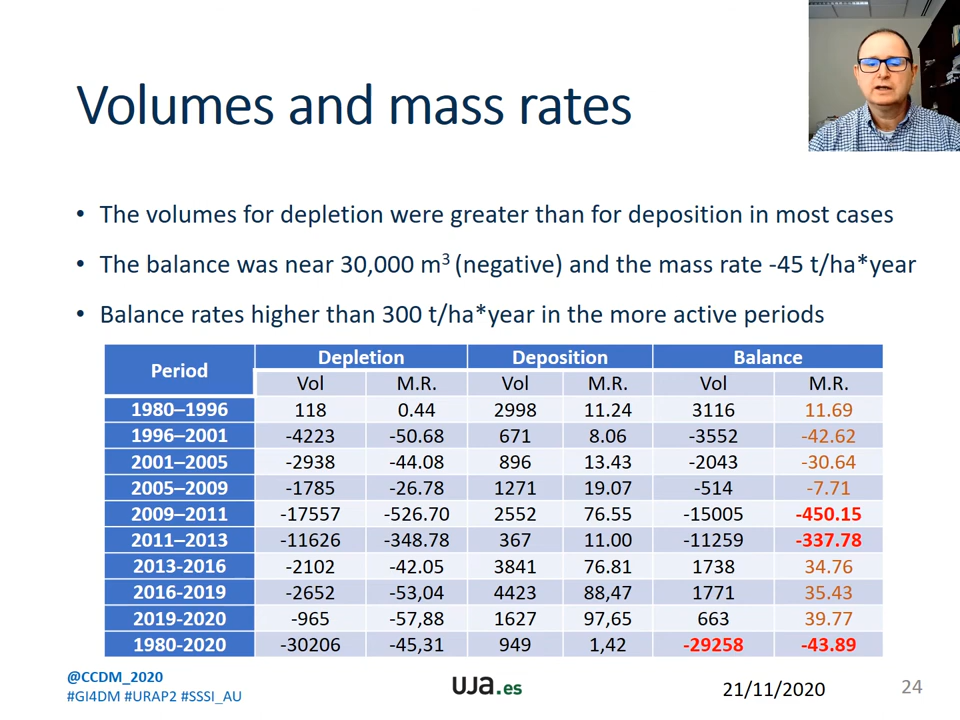 Volumes and mass rates
• The volumes for depletion were greater than for deposition in most cases
• The balance was near 30,000 m³ (negative) and the mass rate -45 t/ha*year
• Balance rates higher than 300 t/ha*year in the more active periods
Period Depletion Deposition Balance
Vol M.R. Vol M.R. Vol M.R.
1980–1996 118 0.44 2998 11.24 3116 11.69
1996–2001 -4223 -50.68 671 8.06 -3552 -42.62
2001–2005 -2938 -44.08 896 13.43 -2043 -30.64
2005–2009 -1785 -26.78 1271 19.07 -514 -7.71
2009–2011 -17557 -526.70 2552 76.55 -15005 -450.15
2011–2013 -11626 -348.78 367 11.00 -11259 -337.78
2013-2016 -2102 -42.05 3841 76.81 1738 34.76
2016-2019 -2652 -53,04 4423 88,47 1771 35.43
2019-2020 -965 -57,88 1627 97,65 663 39.77
1980-2020 -30206 -45,31 949 1,42 -29258 -43.89
@CCDM_2020
#GI4DM #URAP2 #SSSI_AU
uja.es
21/11/2020
24